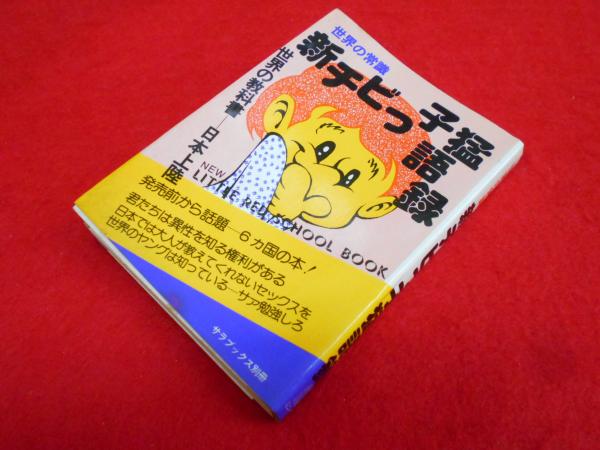 世界の常識
新チビっ子猛語録
世界の教科書—日本上陸
NEW LITTLE RED SCHOOL BOOK
発売前から話題—6ヵ国の本!
君たちは異性を知る権利がある
日本では大人が教えてくれないセックスを
世界のヤングは知っている—サァ勉強しろ
サラブックス別冊